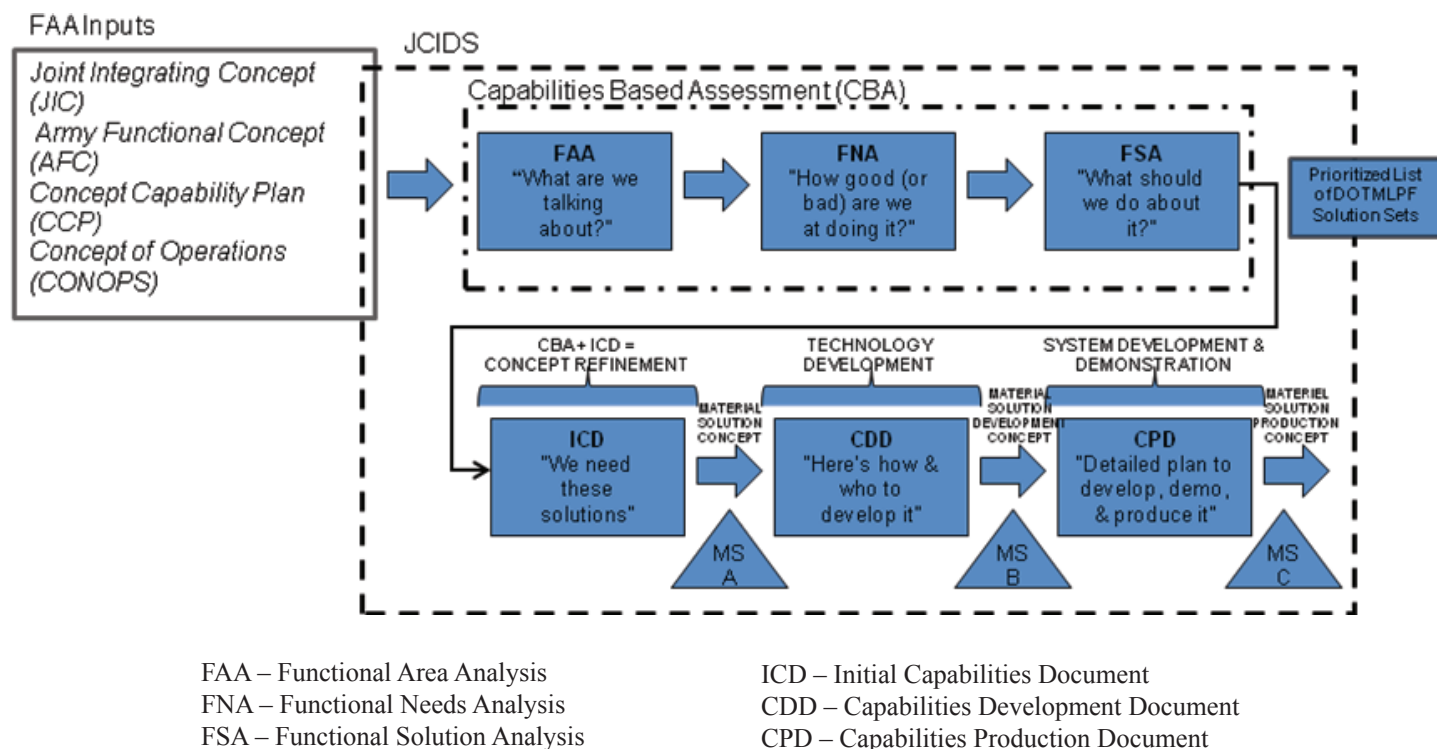 FAA Inputs
Joint Integrating Concept
(JIC)
Army Functional Concept
(AFC)
Concept Capability Plan
(CCP)
Concept of Operations
(CONOPS)
JCIDS
Capabilities Based Assessment (CBA)
FAA
"What are we
talking
about?"
FNA
"How good (or
bad) are we
at doing it?"
FSA
"What should
we do about
it?"
Prioritized List
of DOTMLPF
Solution Sets
CBA + ICD =
CONCEPT REFINEMENT
TECHNOLOGY
DEVELOPMENT
SYSTEM DEVELOPMENT &
DEMONSTRATION
ICD
"We need
these
solutions"
MATERIAL
SOLUTION
CONCEPT
MS
A
CDD
"Here's how &
who to
develop it"
MATERIAL
SOLUTION
DEVELOPMENT
CONCEPT
MS
B
CPD
"Detailed plan to
develop, demo,
& produce it"
MATERIEL
SOLUTION
PRODUCTION
CONCEPT
MS
C
FAA – Functional Area Analysis
FNA – Functional Needs Analysis
FSA – Functional Solution Analysis
ICD – Initial Capabilities Document
CDD – Capabilities Development Document
CPD – Capabilities Production Document